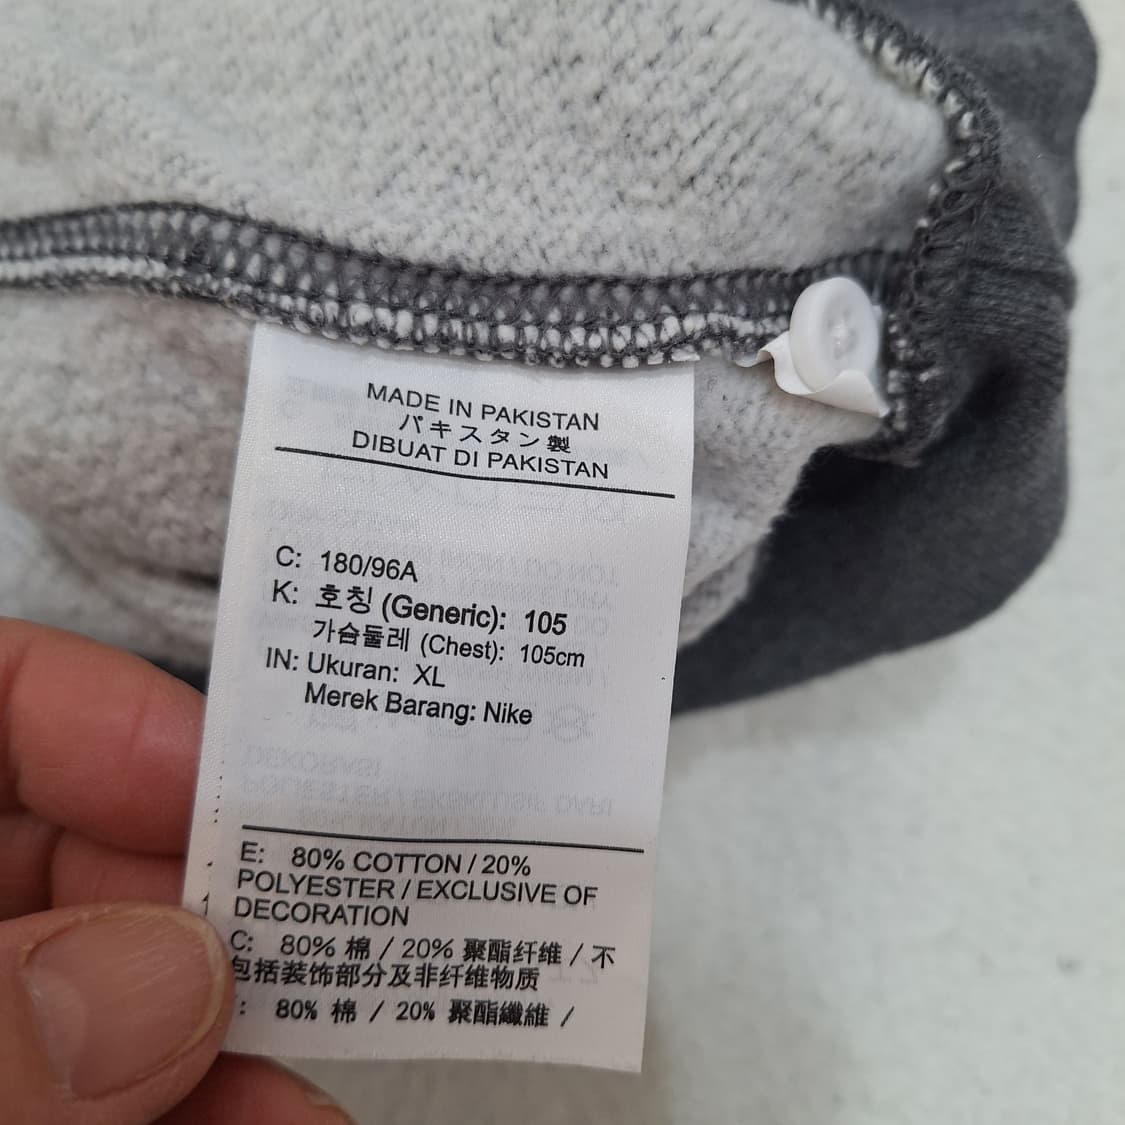 MADE IN PAKISTAN
パキスタン製
DIBUAT DI PAKISTAN
C: 180/96A
K: 호칭 (Generic): 105
가슴둘레 (Chest): 105cm
IN: Ukuran: XL
Merek Barang: Nike
E: 80% COTTON / 20%
POLYESTER / EXCLUSIVE OF
DECORATION
C: 80% 棉 / 20% 聚酯纤维 / 不
包括装饰部分及非纤维物质
: 80% 棉 / 20% 聚酯纖維 /